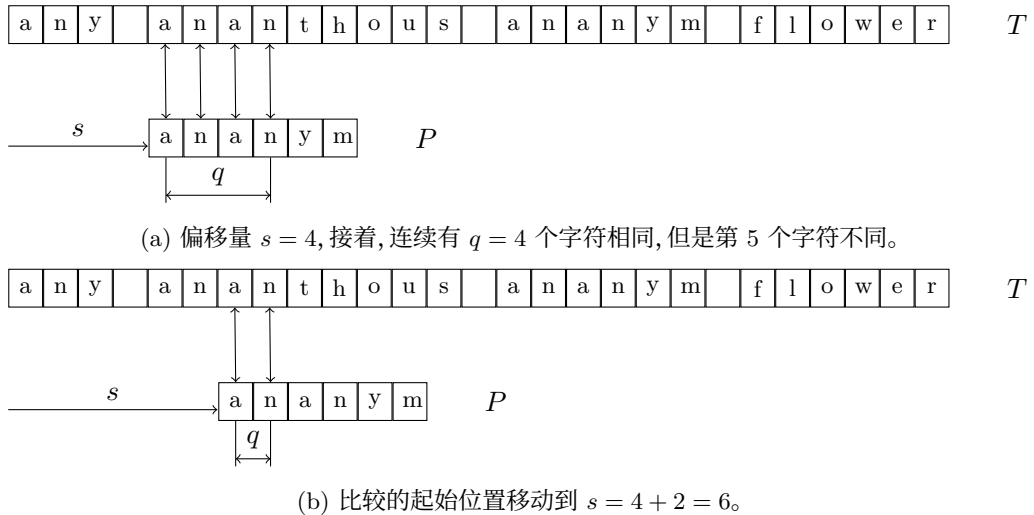 a n y a n a n t h o u s a n a n y m f l o w e r T
s a n a n y m P
q
(a) 偏移量 s = 4, 接着, 连续有 q = 4 个字符相同, 但是第 5 个字符不同。
a n y a n a n t h o u s a n a n y m f l o w e r T
s a n a n y m P
q
(b) 比较的起始位置移动到 s = 4 + 2 = 6。